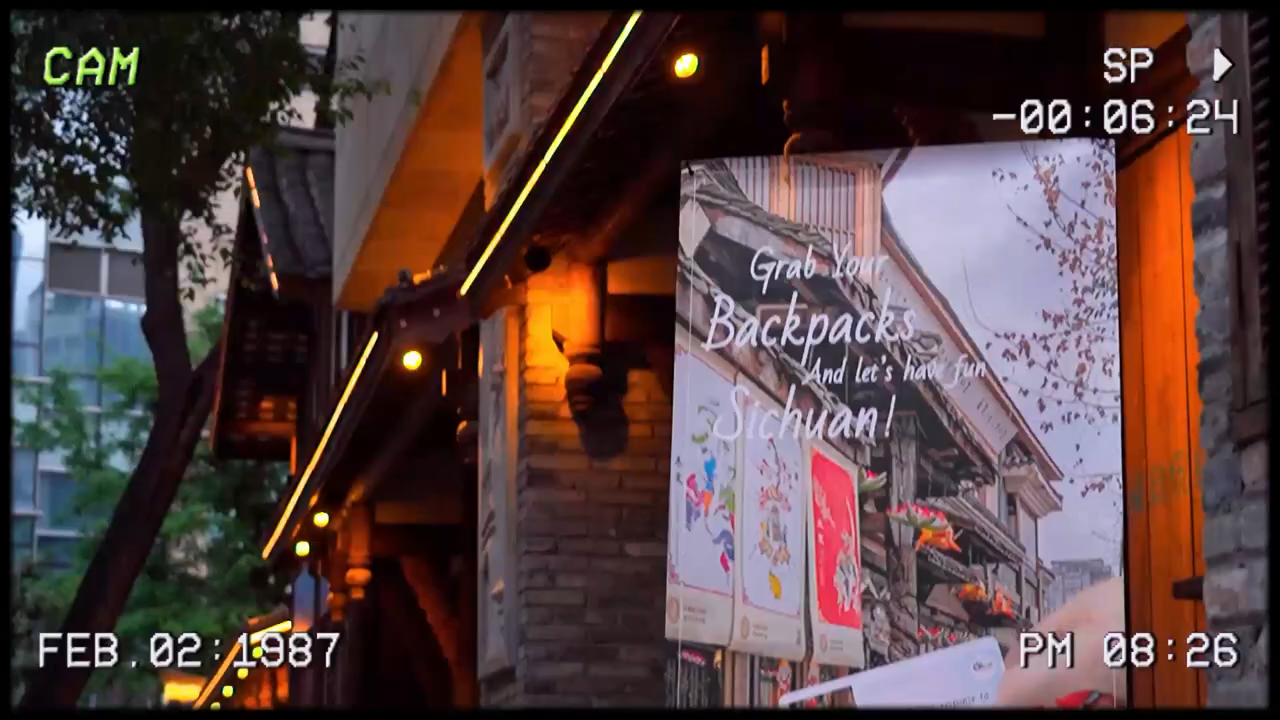 CAM
SP
-00:06:24
Grab Your
Backpacks
And let's have fun
Sichuan!
FEB.02:1987
PM 08:26